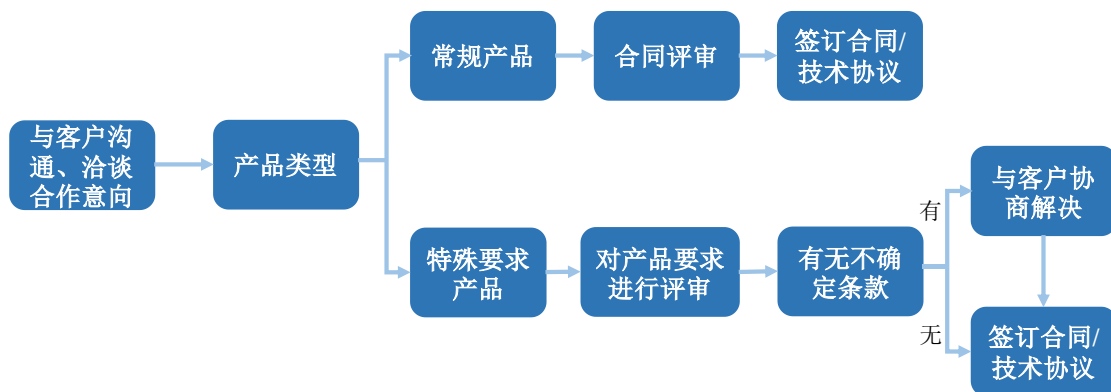 与客户沟
通、洽谈
合作意向
产品类型
常规产品
合同评审
签订合同/
技术协议
特殊要求
产品
对产品要求
进行评审
有无不确
定条款
有
与客户协
商解决
无
签订合同/
技术协议